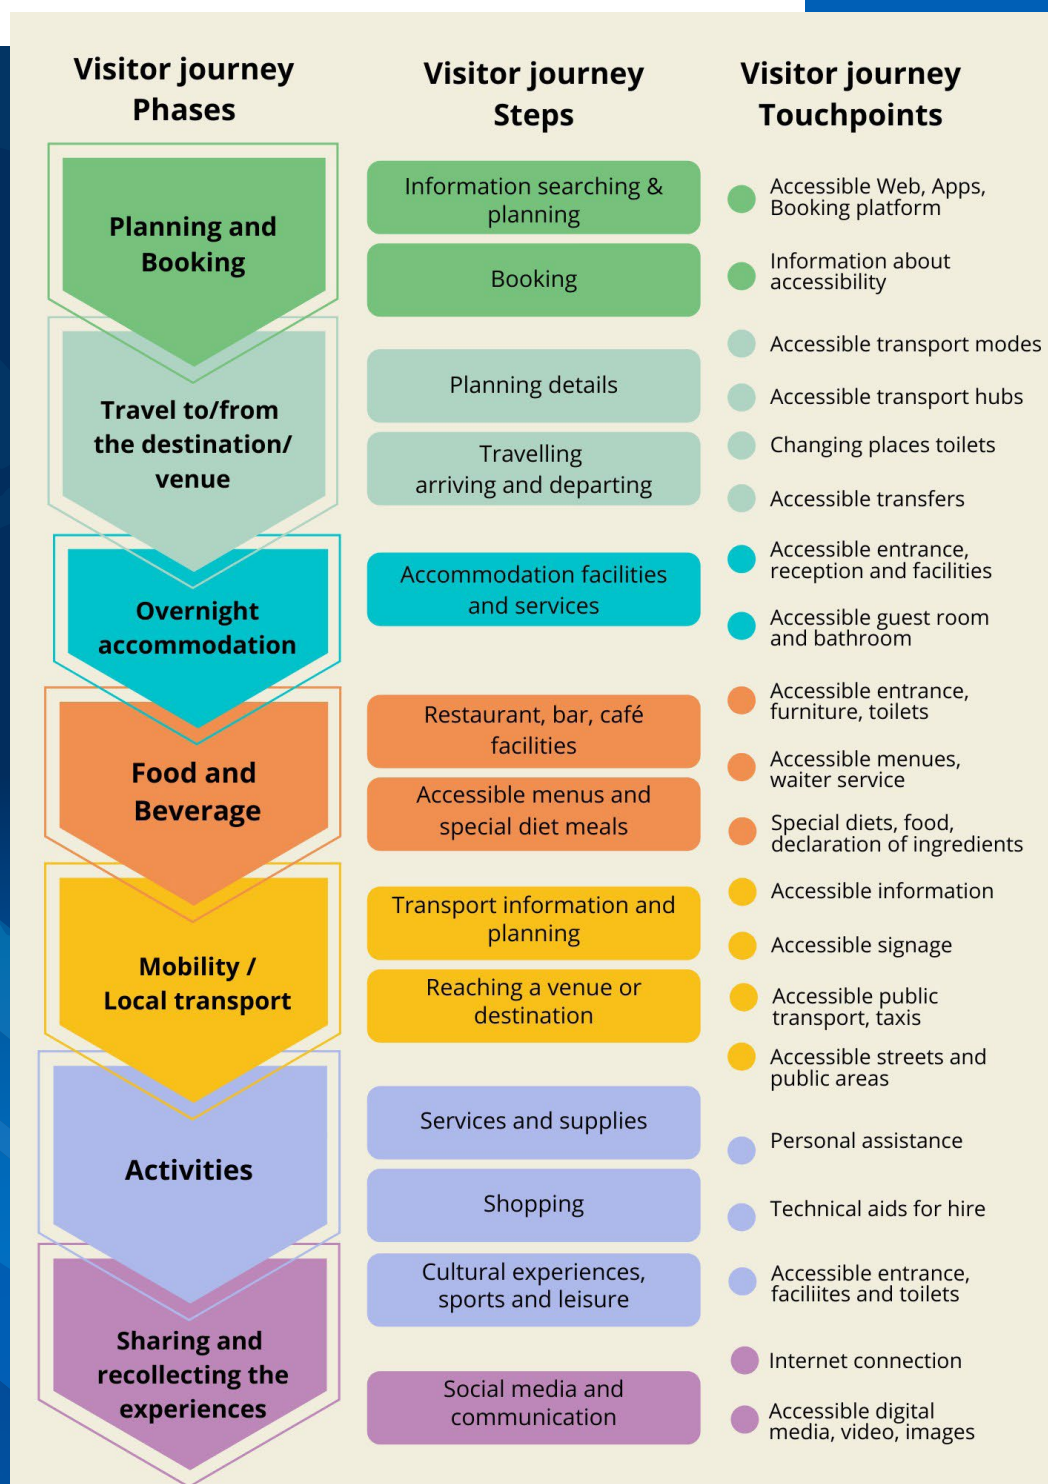 Visitor journey
Phases
Visitor journey
Steps
Visitor journey
Touchpoints
Planning and
Booking
Information searching &
planning
Booking
Accessible Web, Apps,
Booking platform
Information about
accessibility
Travel to/from
the destination/
venue
Planning details
Travelling
arriving and departing
Accessible transport modes
Accessible transport hubs
Changing places toilets
Accessible transfers
Overnight
accommodation
Accommodation facilities
and services
Accessible entrance,
reception and facilities
Accessible guest room
and bathroom
Food and
Beverage
Restaurant, bar, café
facilities
Accessible menus and
special diet meals
Accessible entrance,
furniture, toilets
Accessible menues,
waiter service
Special diets, food,
declaration of ingredients
Mobility /
Local transport
Transport information and
planning
Reaching a venue or
destination
Accessible information
Accessible signage
Accessible public
transport, taxis
Accessible streets and
public areas
Activities
Services and supplies
Shopping
Cultural experiences,
sports and leisure
Personal assistance
Technical aids for hire
Accessible entrance,
faciliites and toilets
Sharing and
recollecting the
experiences
Social media and
communication
Internet connection
Accessible digital
media, video, images